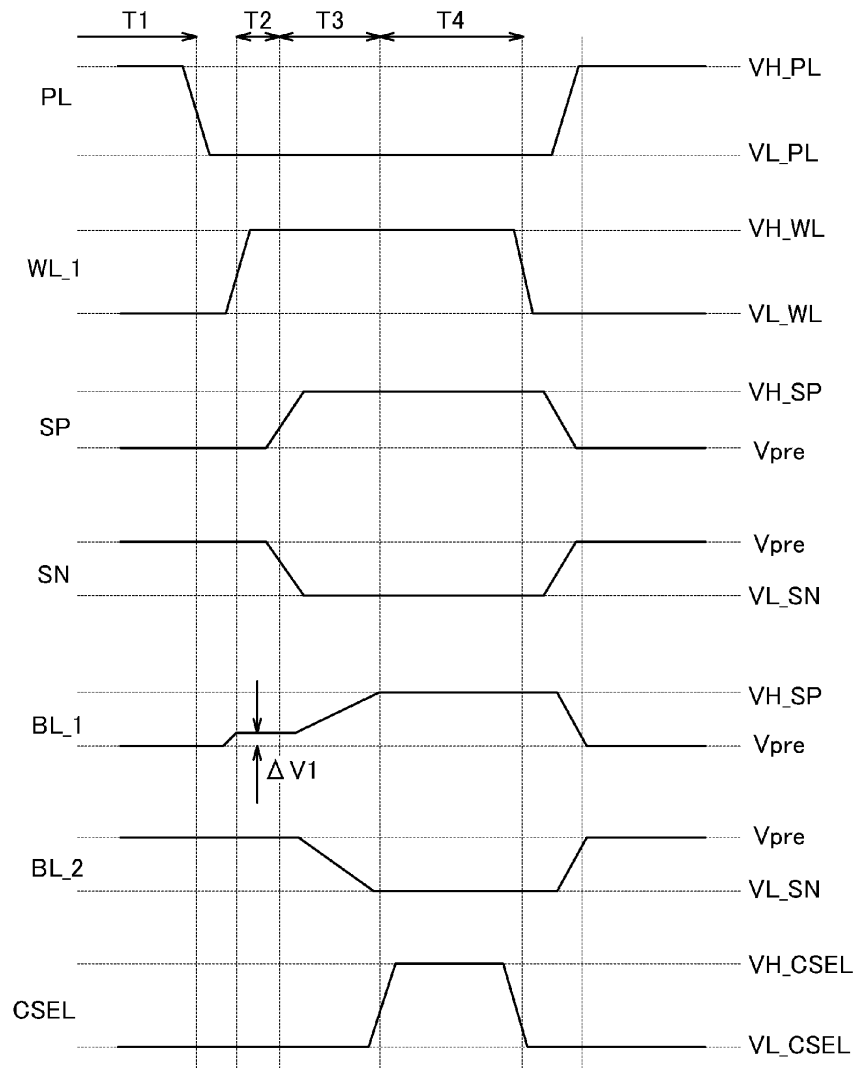 T1 T2 T3 T4
PL
VH_PL
VL_PL
WL_1
VH_WL
VL_WL
SP
VH_SP
Vpre
SN
Vpre
VL_SN
BL_1
VH_SP
Vpre
ΔV1
BL_2
Vpre
VL_SN
CSEL
VH_CSEL
VL_CSEL